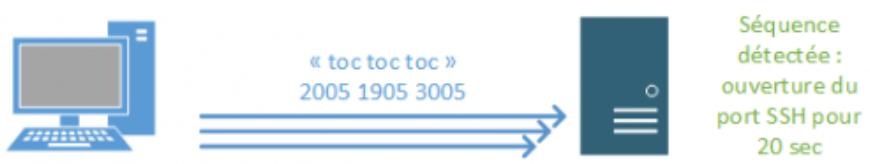 « toc toc toc »
2005 1905 3005
Séquence
détectée :
ouverture du
port SSH pour
20 sec